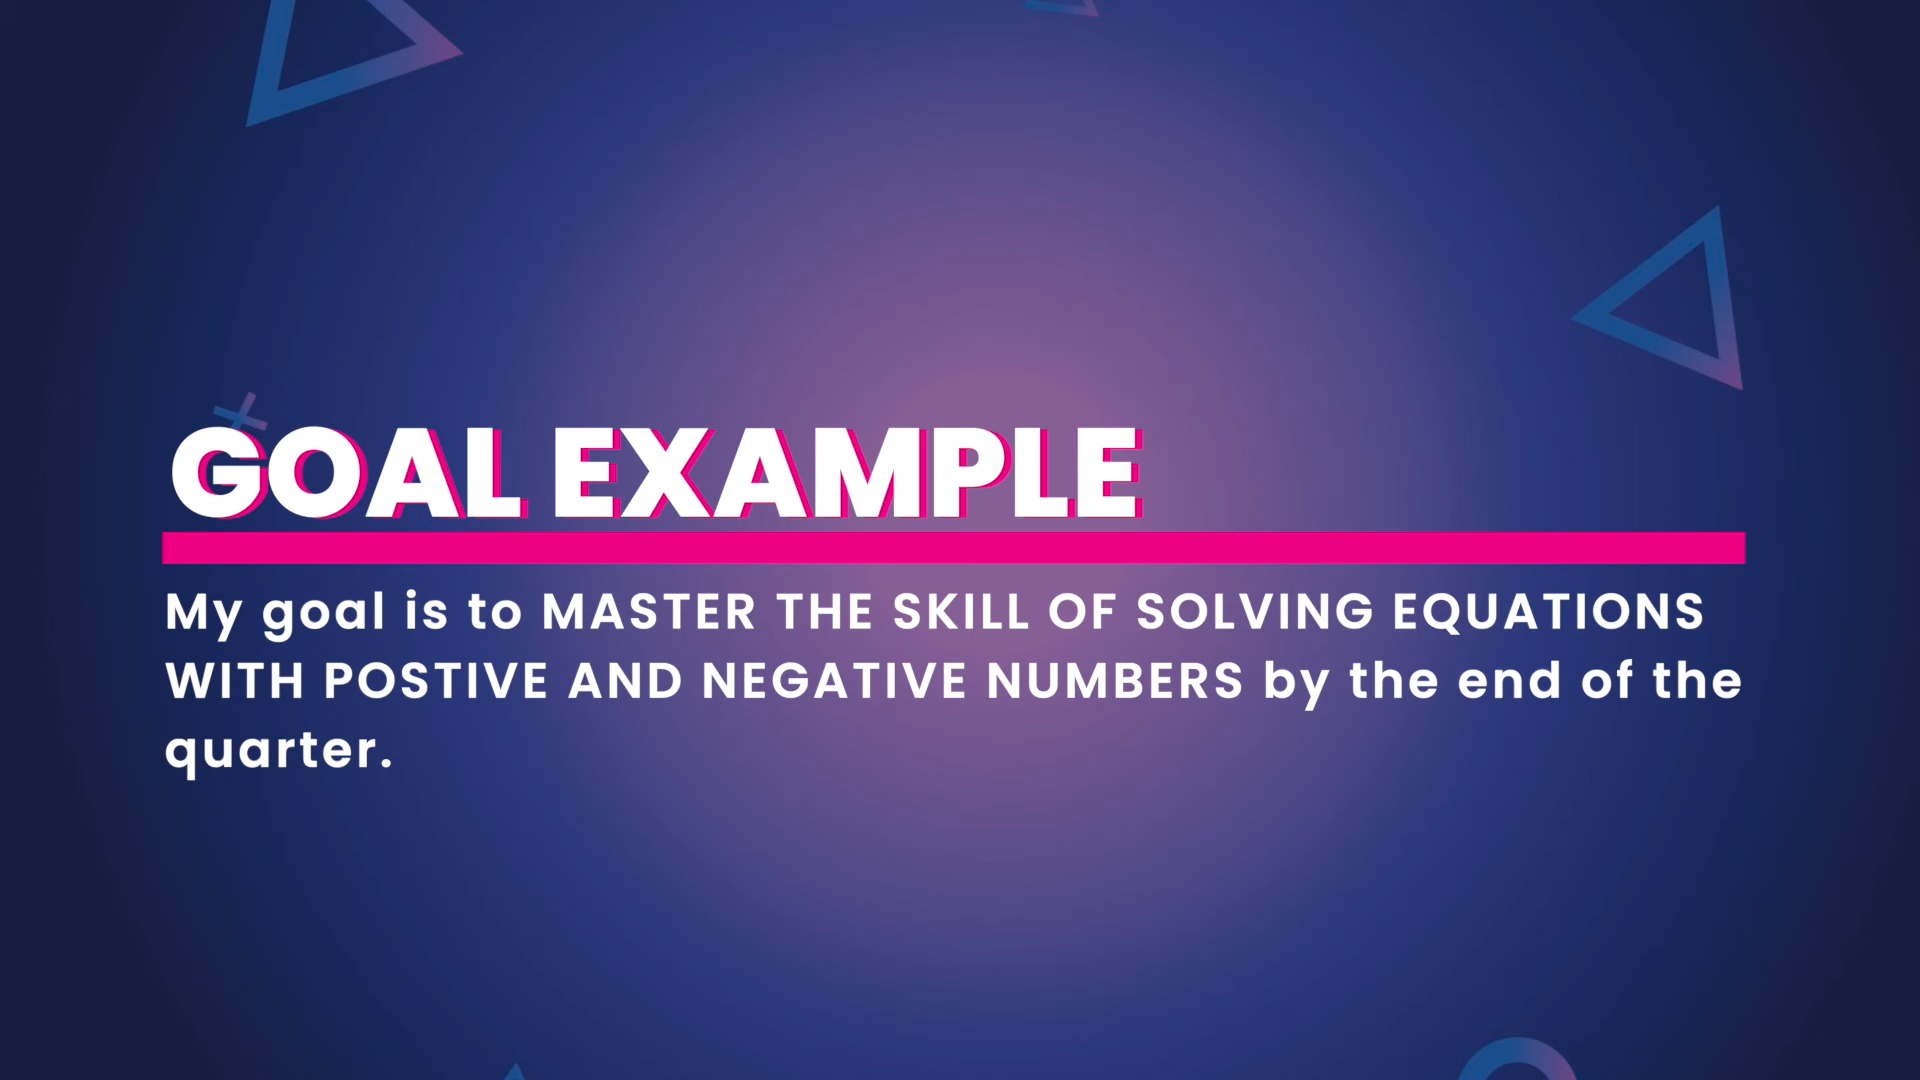 GOAL EXAMPLE
My goal is to MASTER THE SKILL OF SOLVING EQUATIONS
WITH POSTIVE AND NEGATIVE NUMBERS by the end of the
quarter.